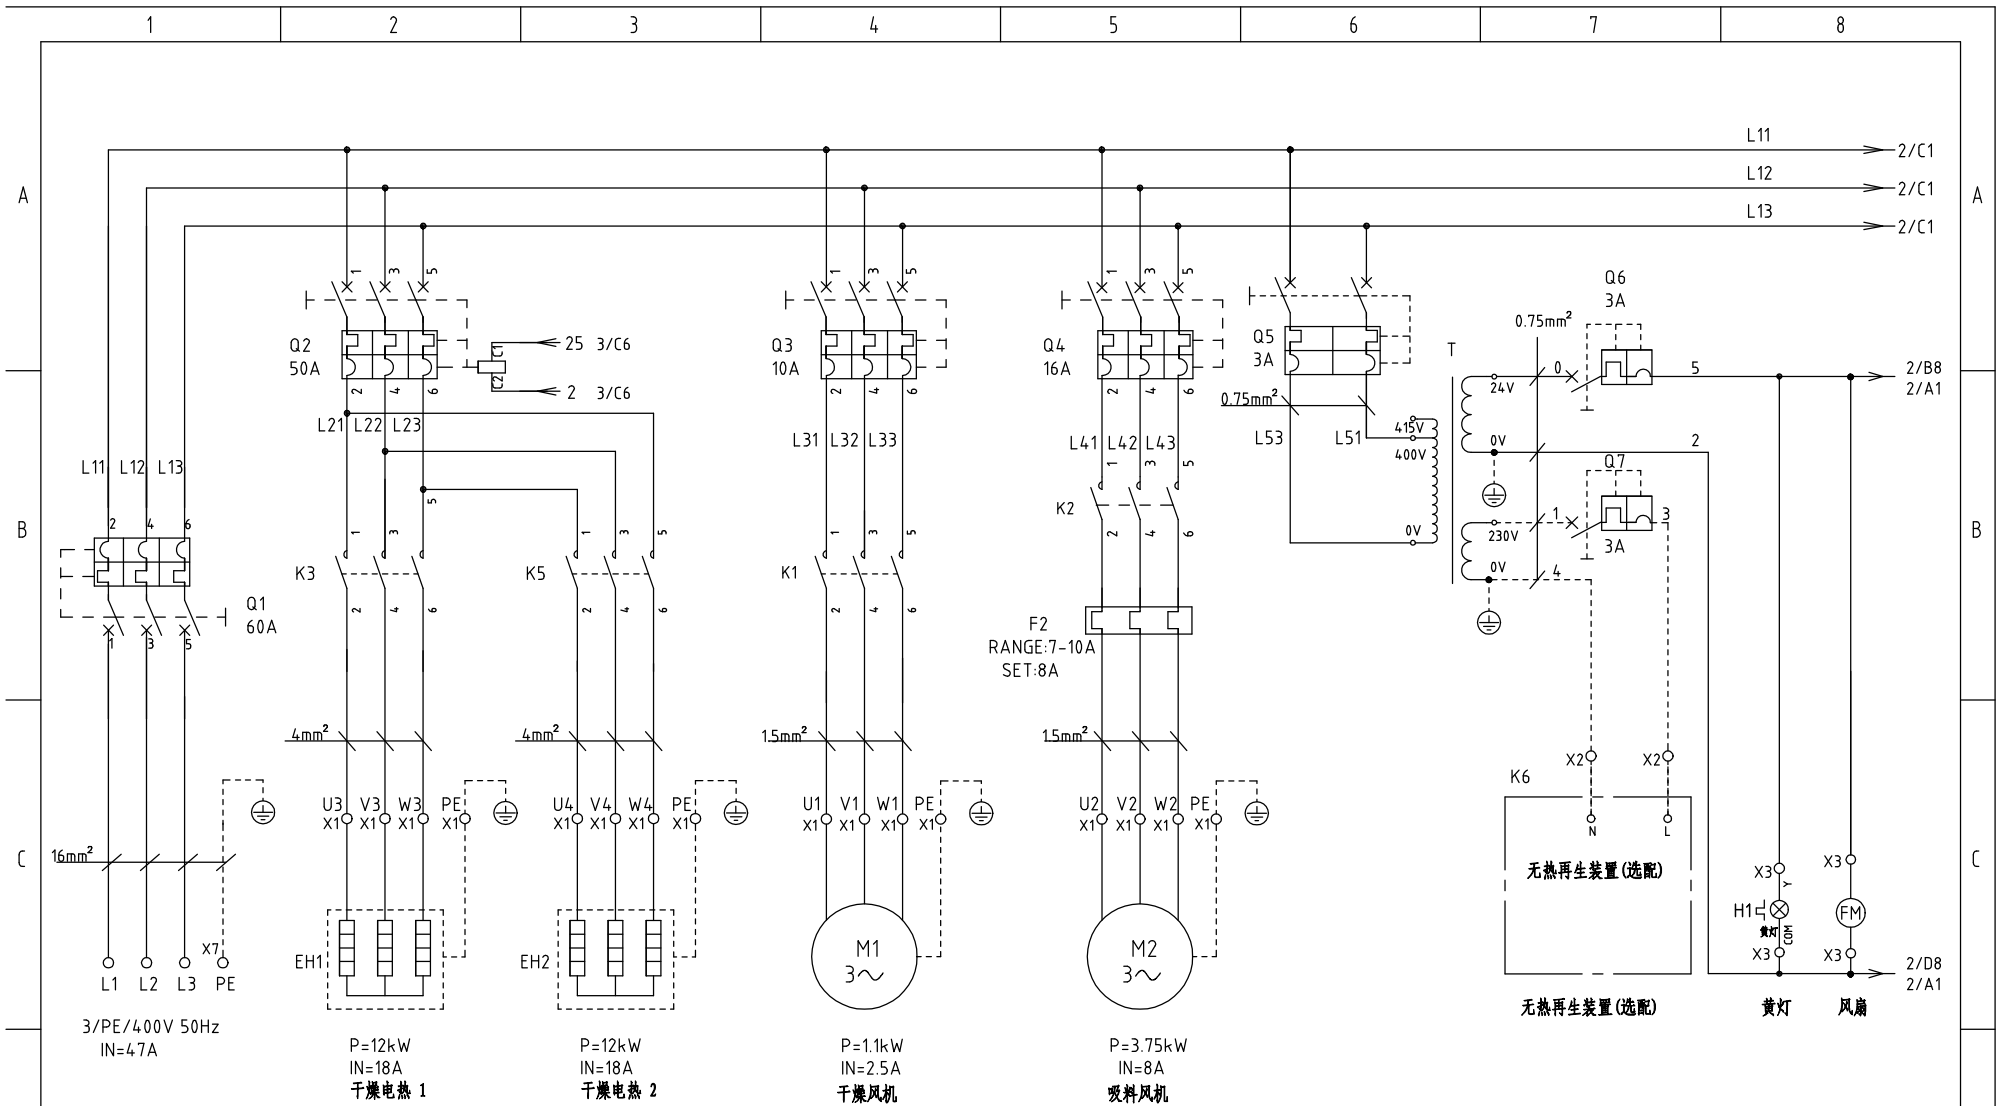 1 2 3 4 5 6 7 8
L11 2/C1
A L12 2/C1 A
L13 2/C1
1 3 5
1 3 5
1 3 5
Q6
3A
0.75mm²
Q2
50A
C1
25 3/C6
C2
2 3/C6
Q3
10A
Q4
16A
Q5
3A
T
0
5
2/B8
2/A1
24V
2 4 6
2 4 6
2 4 6
0.75mm²
L21 L22 L23
L31 L32 L33
L41 L42 L43
L53 L51
415V
400V
0V
0V
2
Q7
3A
230V
1
3
0V
4
L11 L12 L13
2 4 6
B B
5
1 3
1 3 5
1 3 5
1 3 5
K2
2 4 6
K3
K5
K1
2 4 6
2 4 6
2 4 6
Q1
60A
1 3 5
F2
RANGE:7-10A
SET:8A
4mm²
4mm²
1.5mm²
1.5mm²
X2 X2
K6
U3 V3 W3 PE
X1 X1 X1 X1
U4 V4 W4 PE
X1 X1 X1 X1
U1 V1 W1 PE
X1 X1 X1 X1
U2 V2 W2 PE
X1 X1 X1 X1
N L
C C
16mm²
无热再生装置(选配)
X3 X3
Y
H1
黄灯
COM
FM
X3 X3
X7
EH1
EH2
M1
3～
M2
3～
2/D8
2/A1
L1 L2 L3 PE
无热再生装置(选配)
黄灯
风扇
3/PE/400V 50Hz
IN=47A
P=12kW
IN=18A
干燥电热 1
P=12kW
IN=18A
干燥电热 2
P=1.1kW
IN=2.5A
干燥风机
P=3.75kW
IN=8A
吸料风机